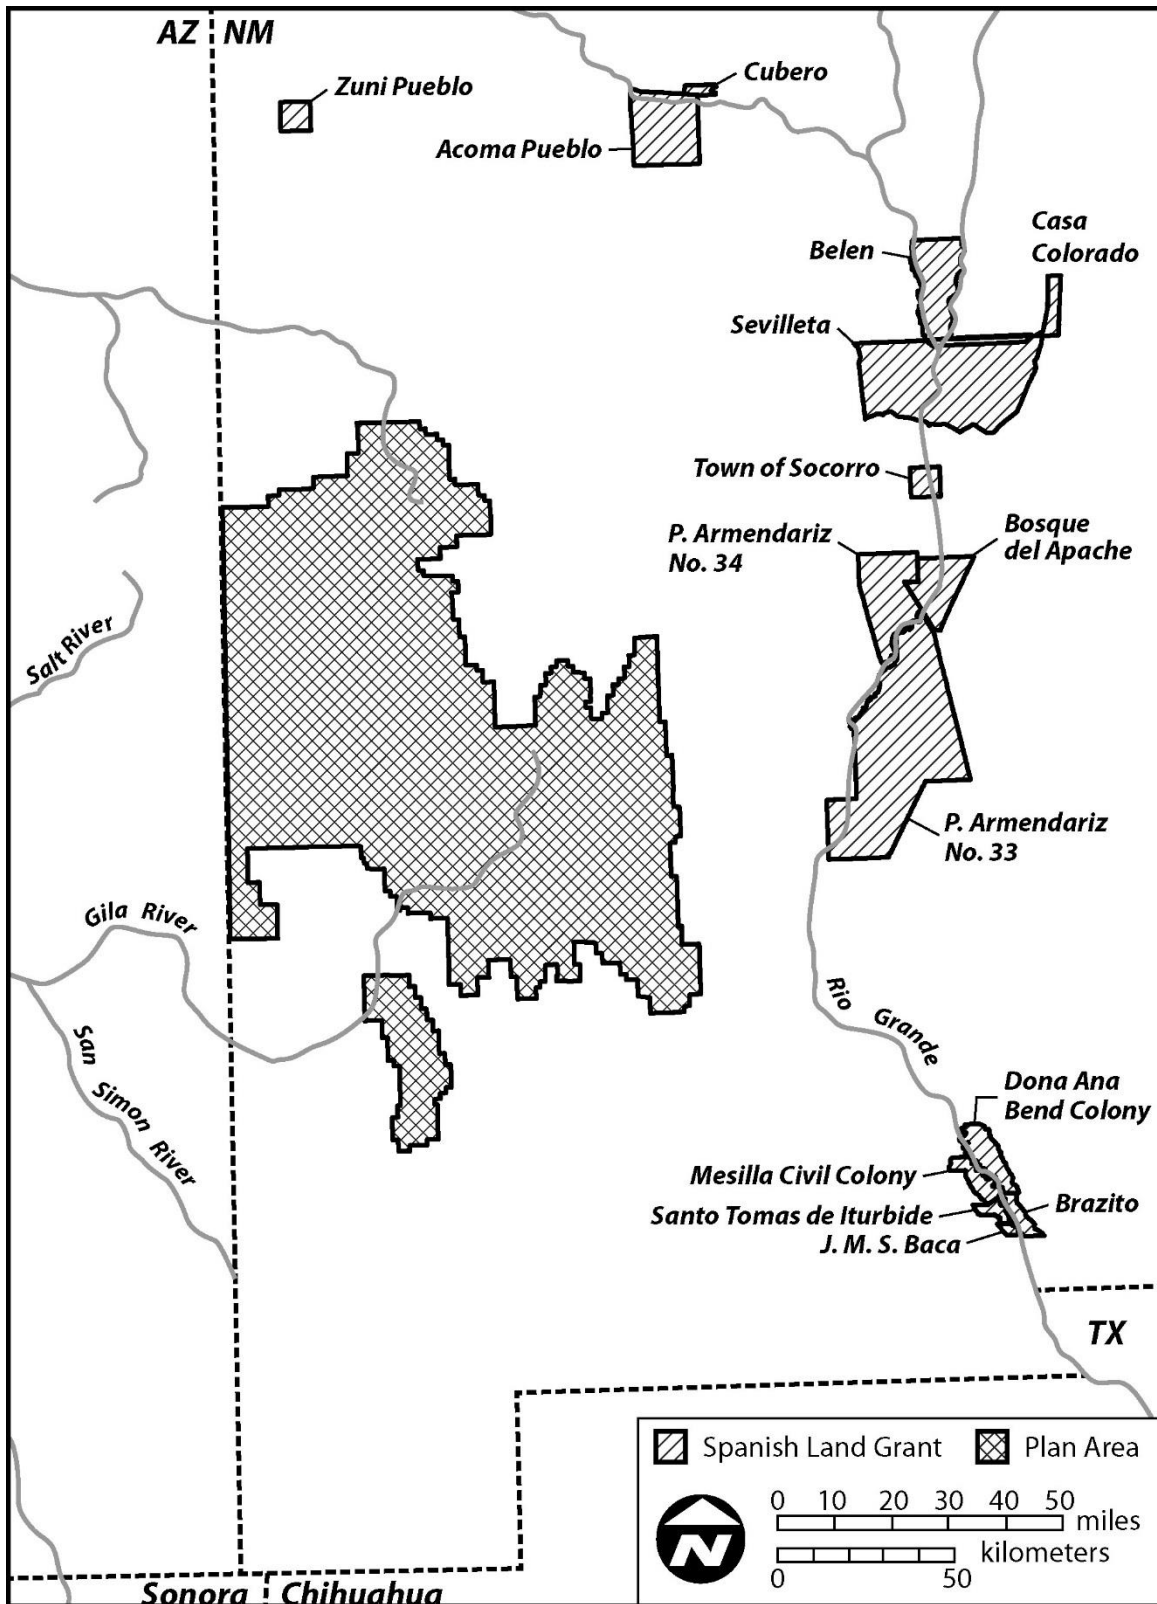 AZ NM
Cubero
Zuni Pueblo
Acoma Pueblo
Casa
Colorado
Belen
Sevilleta
Town of Socorro
P. Armendariz
No. 34
Bosque
del Apache
Salt River
P. Armendariz
No. 33
Gila River
Rio Grande
San Simon River
Dona Ana
Bend Colony
Mesilla Civil Colony
Santo Tomas de Iturbide
Brazito
J. M. S. Baca
TX
Spanish Land Grant
Plan Area
0 10 20 30 40 50
miles
kilometers
0 50
N
Sonora Chihuahua